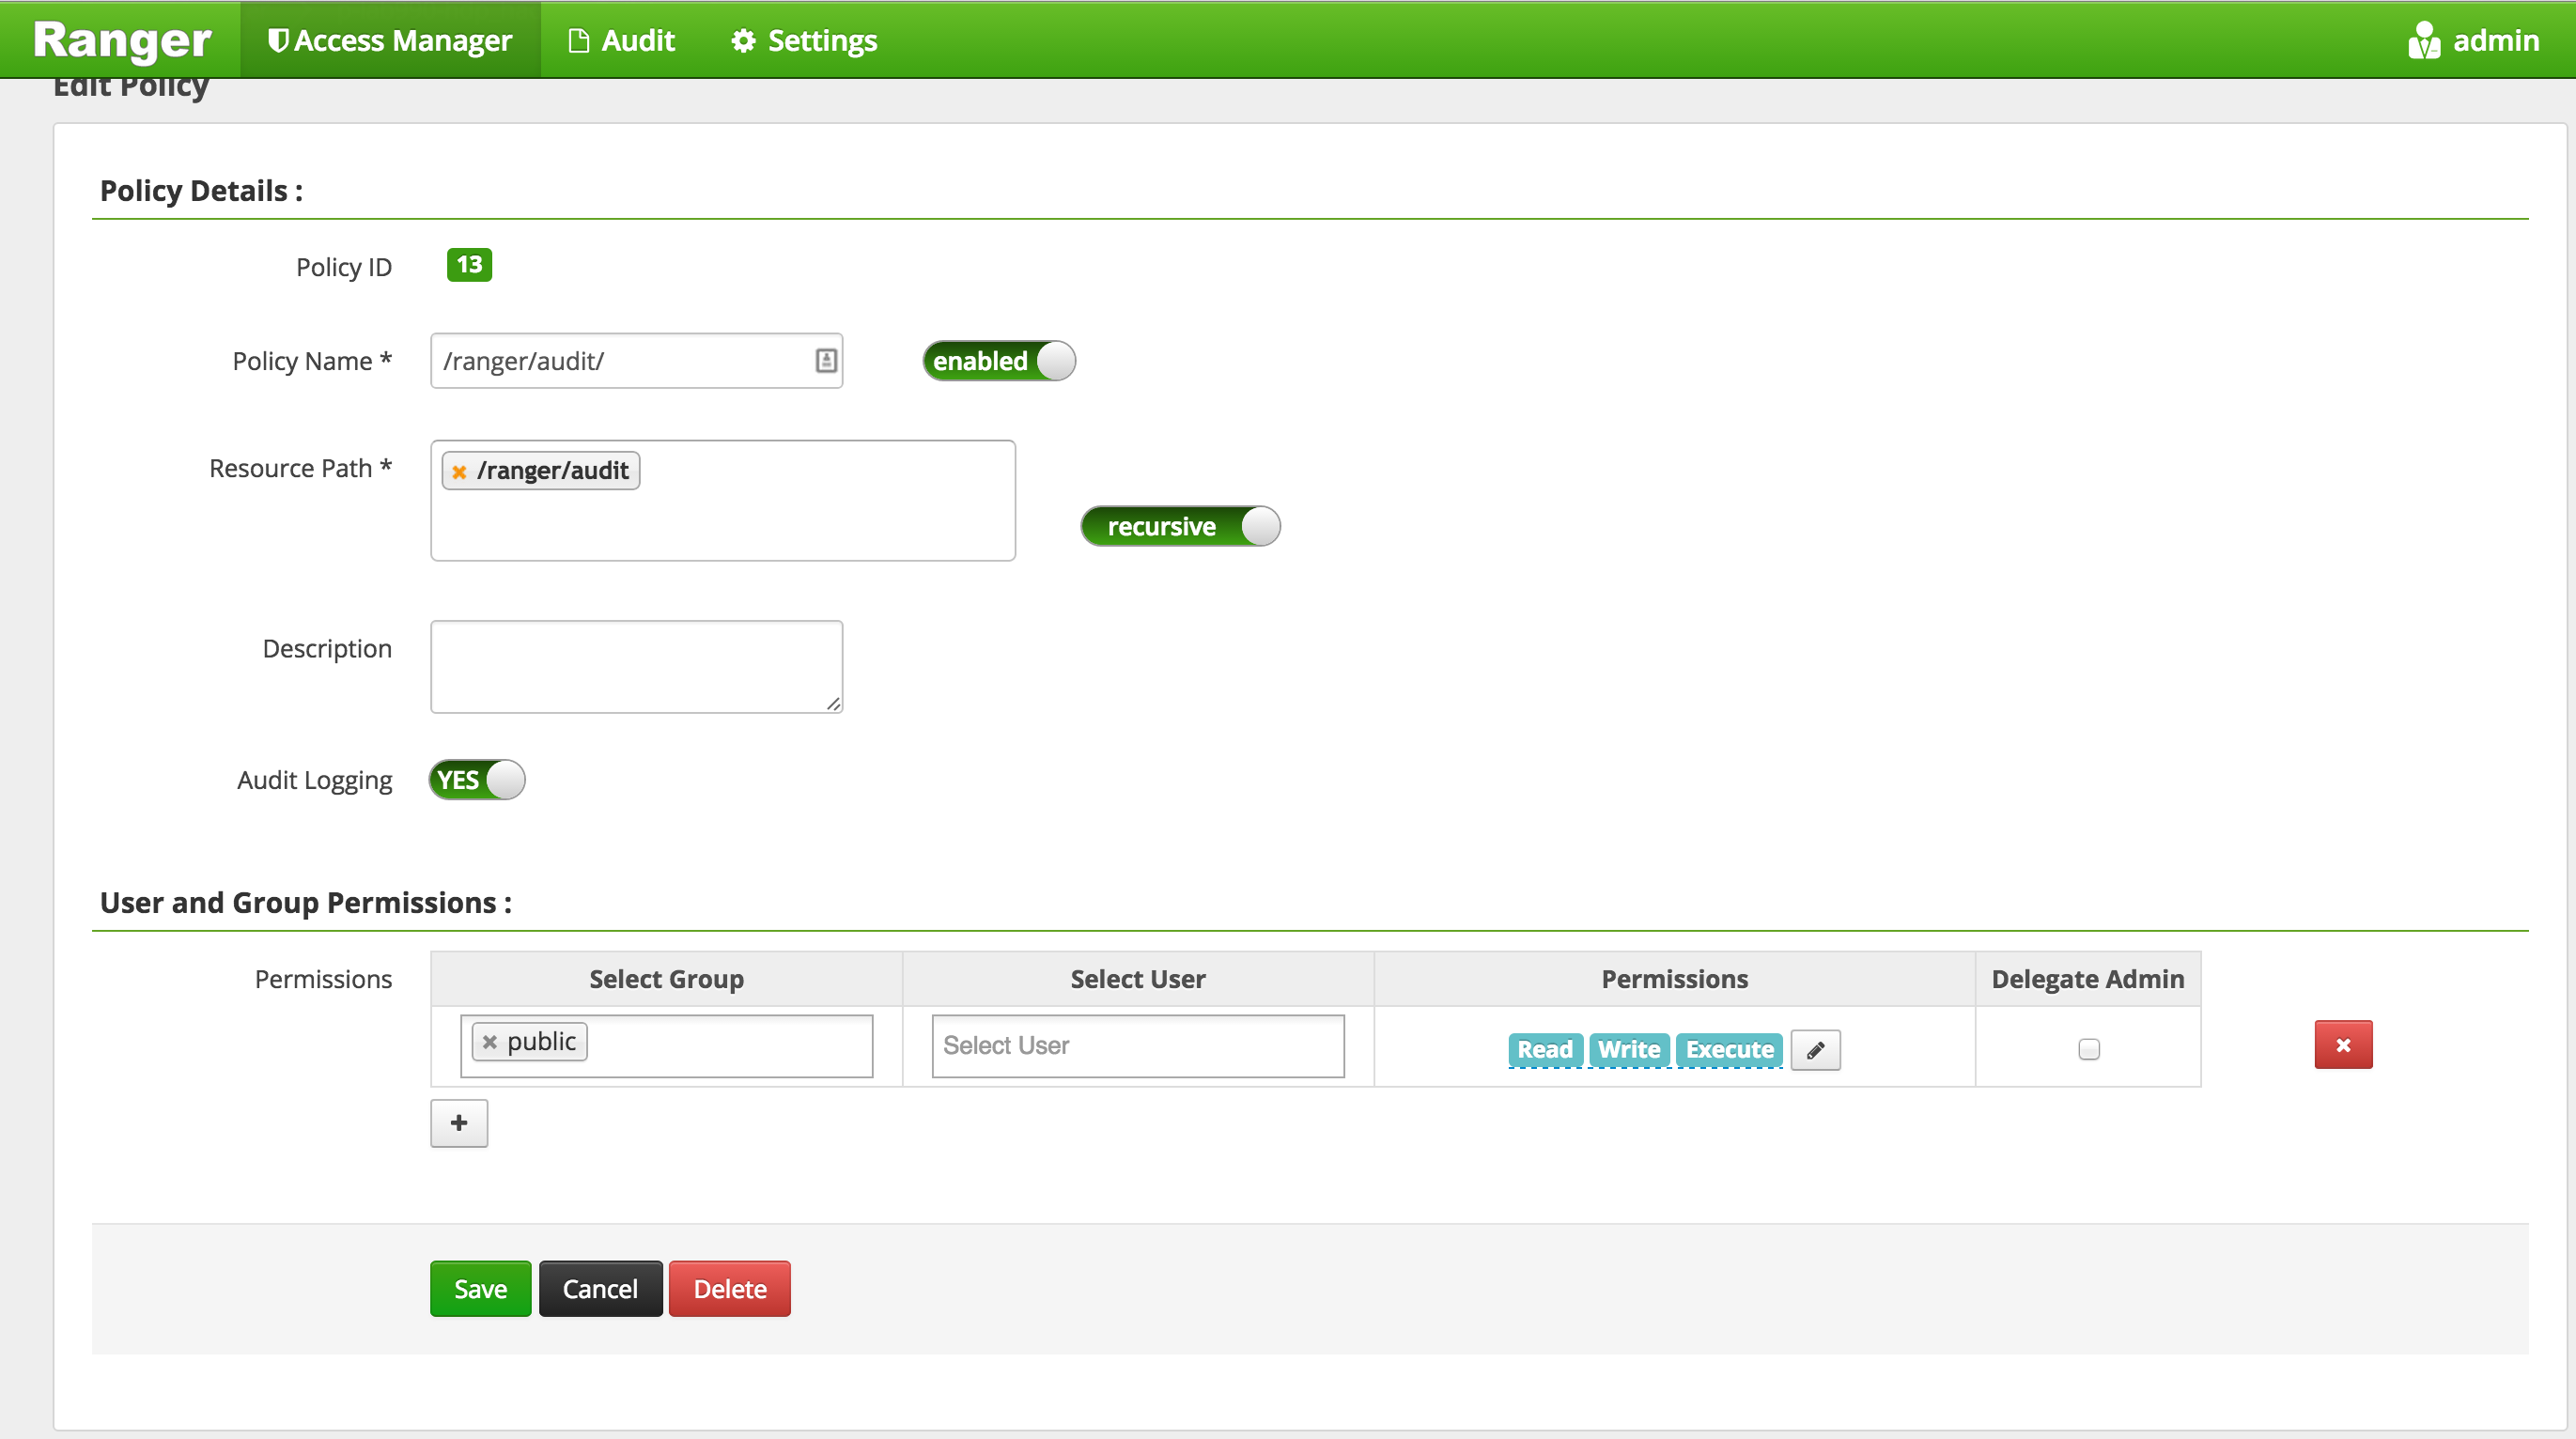 Ranger Access Manager Audit Settings admin
Edit Policy
Policy Details :
Policy ID 13
Policy Name * /ranger/audit/ enabled
Resource Path * /ranger/audit
recursive
Description
Audit Logging YES
User and Group Permissions :
Permissions Select Group Select User Permissions Delegate Admin
public Select User Read Write Execute
Save Cancel Delete